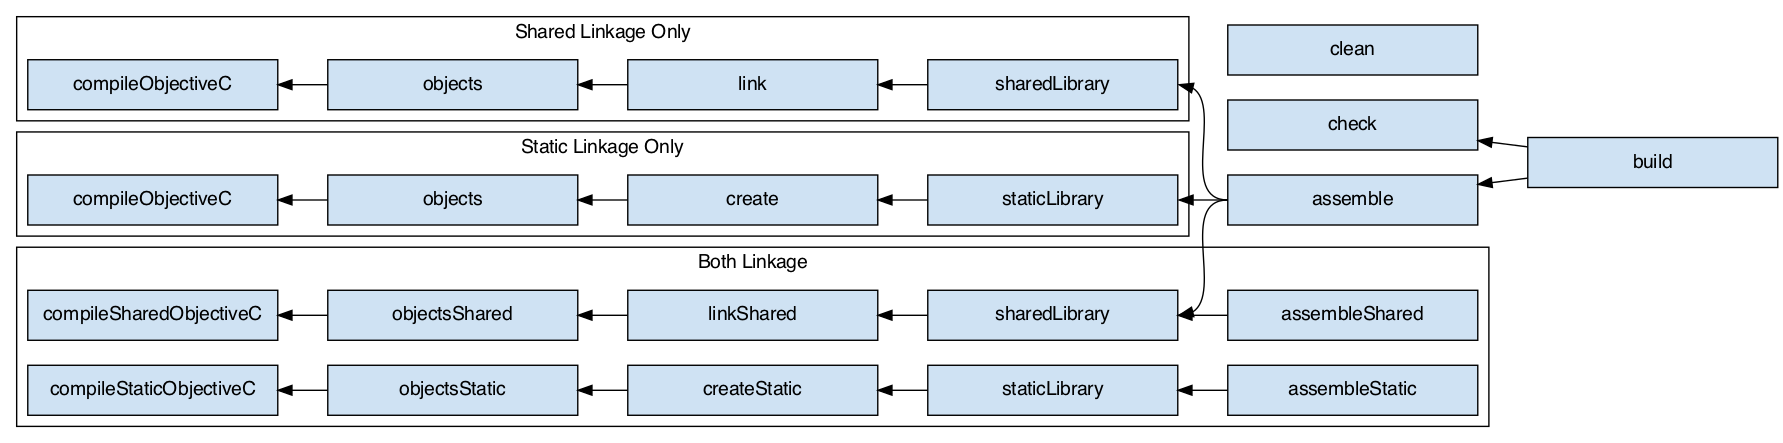 Shared Linkage Only
compileObjectiveC objects link sharedLibrary
clean
check
build
Static Linkage Only
compileObjectiveC objects create staticLibrary
assemble
Both Linkage
compileSharedObjectiveC objectsShared linkShared sharedLibrary assembleShared
compileStaticObjectiveC objectsStatic createStatic staticLibrary assembleStatic